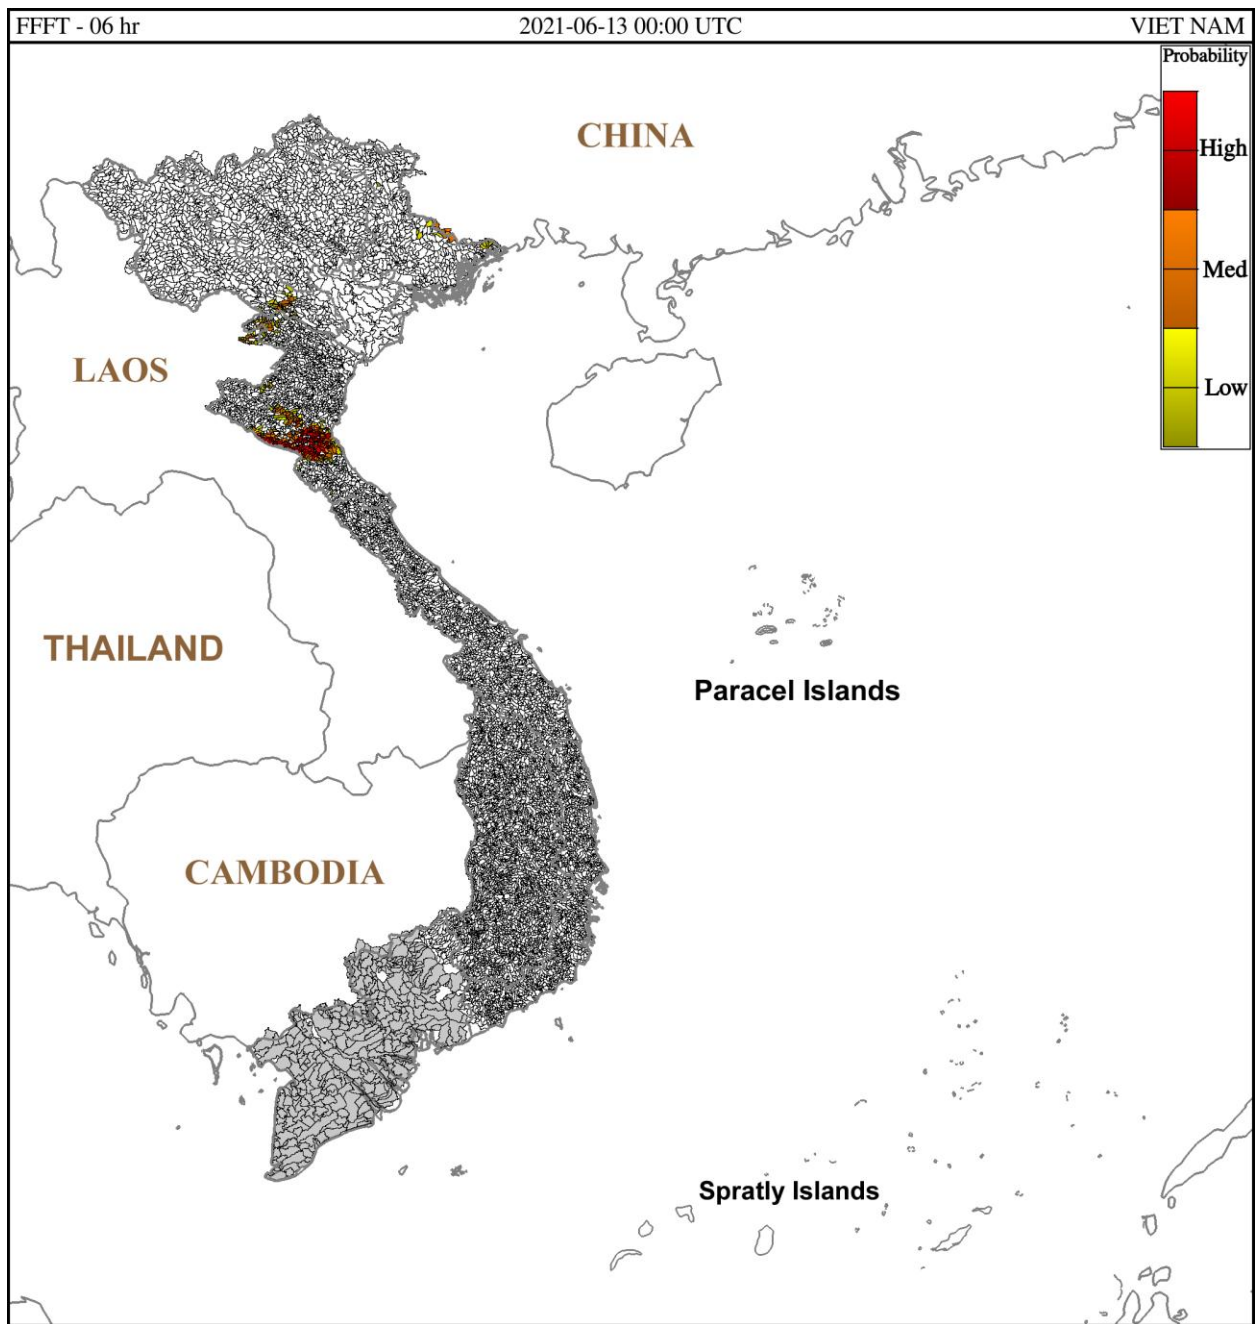 FFFT - 06 hr 2021-06-13 00:00 UTC VIET NAM
Probability
CHINA
High
Med
LAOS
Low
THAILAND
Paracel Islands
CAMBODIA
Spratly Islands